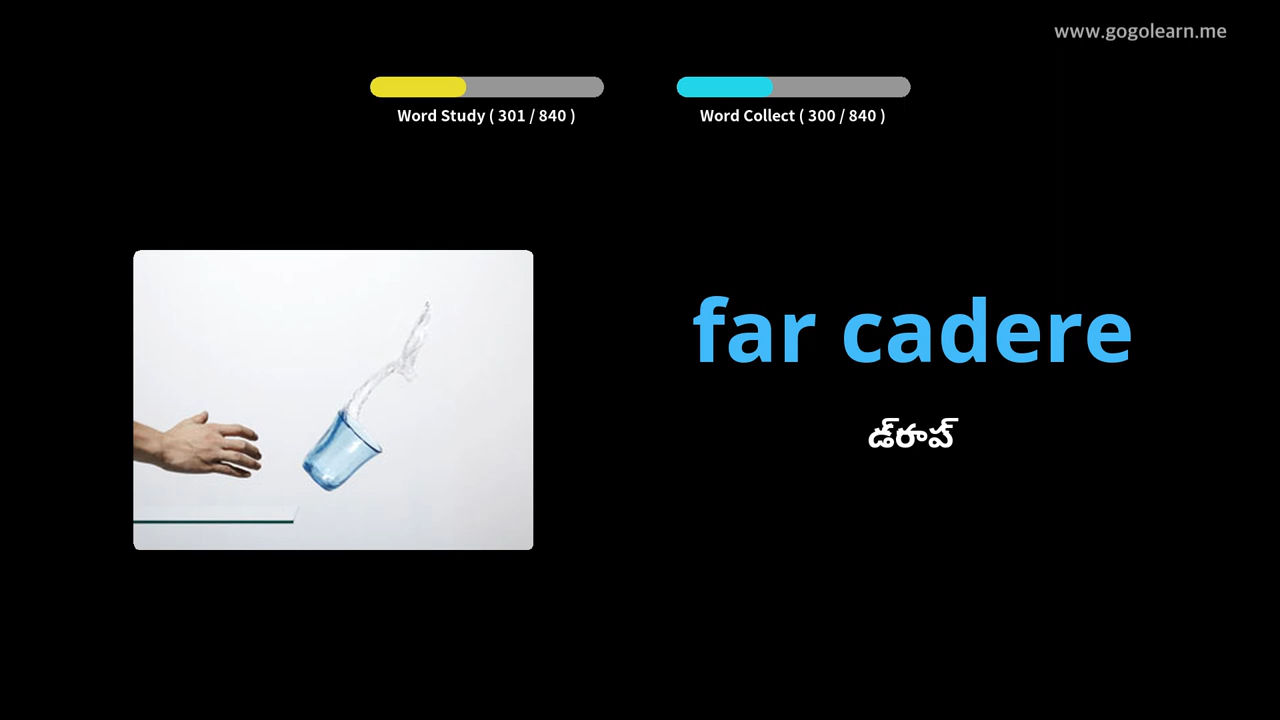 www.gogolearn.me
Word Study ( 301 / 840 )
Word Collect ( 300 / 840 )
far cadere
డ్‌రాప్